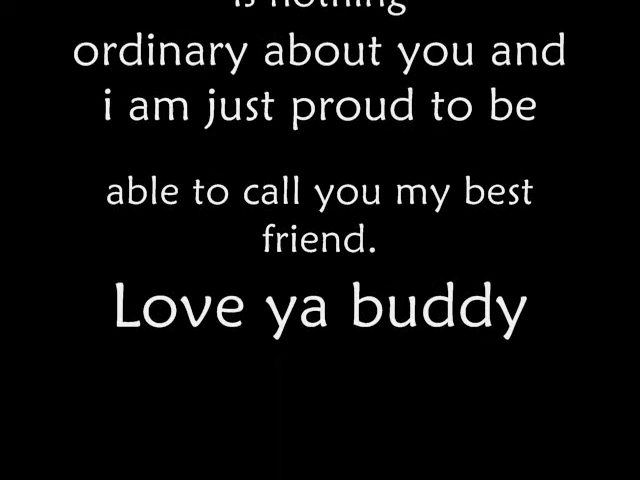 is nothing
ordinary about you and
i am just proud to be
able to call you my best
friend.
Love ya buddy